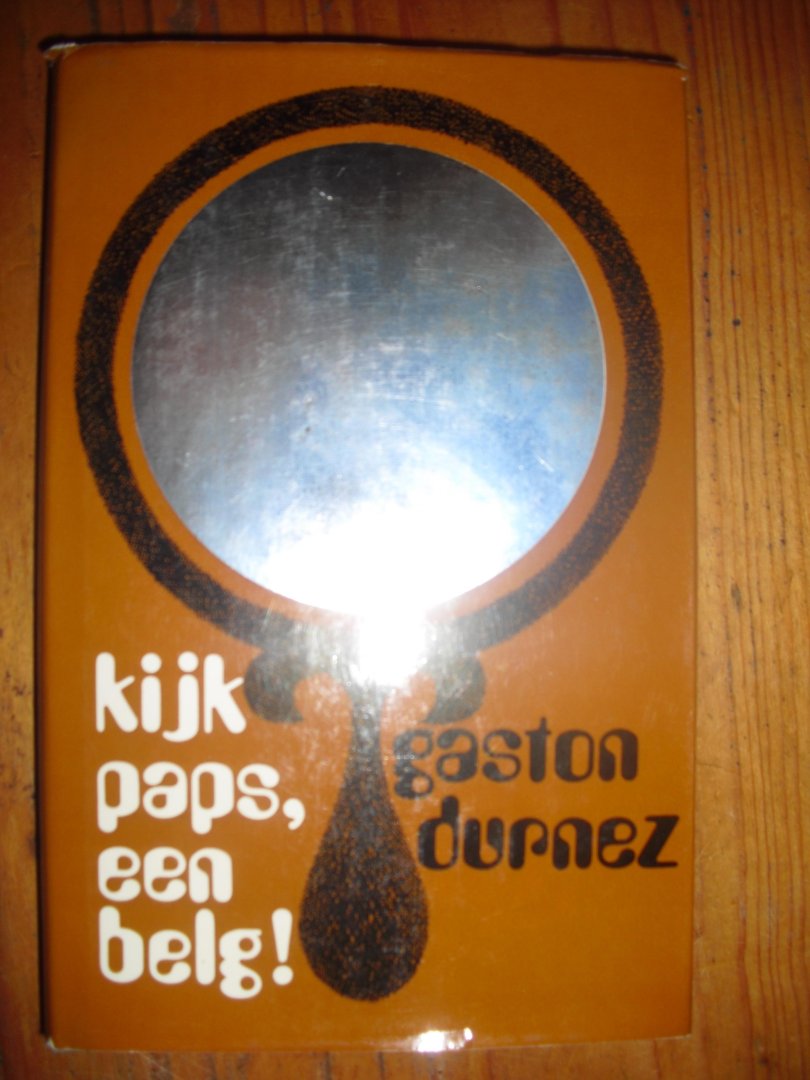 kijk
paps,
een
belg!
gaston
durnez